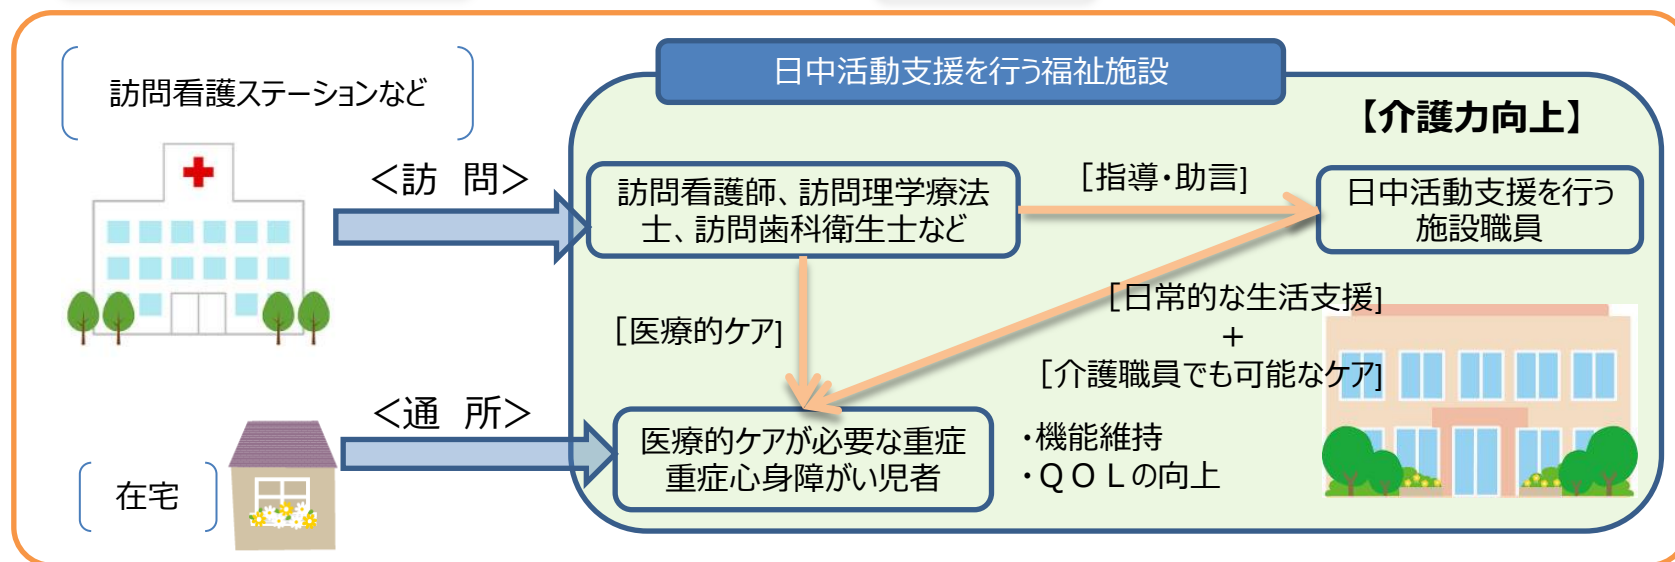 訪問看護ステーションなど
日中活動支援を行う福祉施設
【介護力向上】
＜訪　問＞
訪問看護師、訪問理学療法
士、訪問歯科衛生士など
[指導・助言]
日中活動支援を行う
施設職員
[医療的ケア]
[日常的な生活支援]
＋
[介護職員でも可能なケア]
＜通　所＞
在宅
医療的ケアが必要な重症
重症心身障がい児者
・機能維持
・ＱＯＬの向上